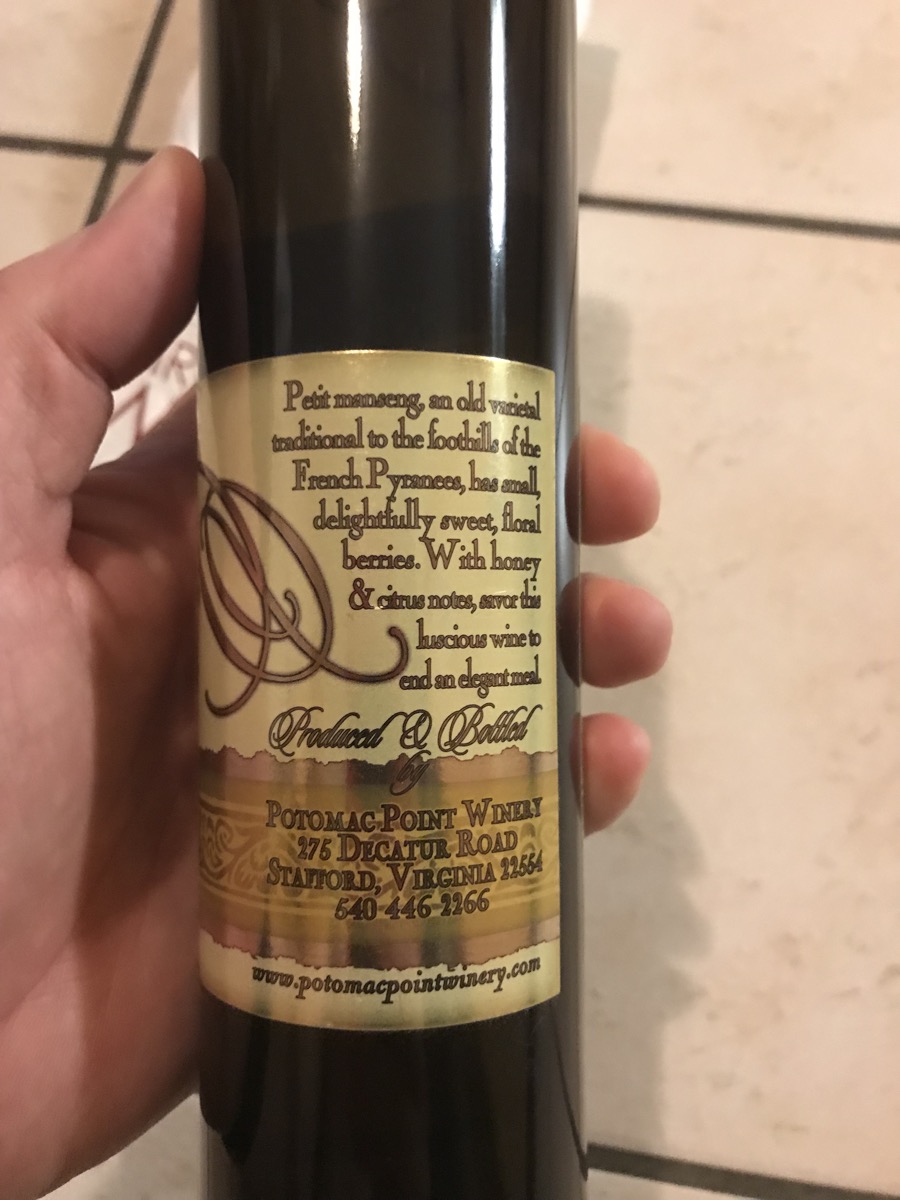 Petit manseng, an old varietal
traditional to the foothills of the
French Pyranees, has small,
delightfully sweet, floral
berries. With honey
& citrus notes, savor this
luscious wine to
end an elegant meal.
Produced & Bottled
by
POTOMAC POINT WINERY
275 DECATUR ROAD
STAFFORD, VIRGINIA 22554
540-446-2266
www.potomacpointwinery.com